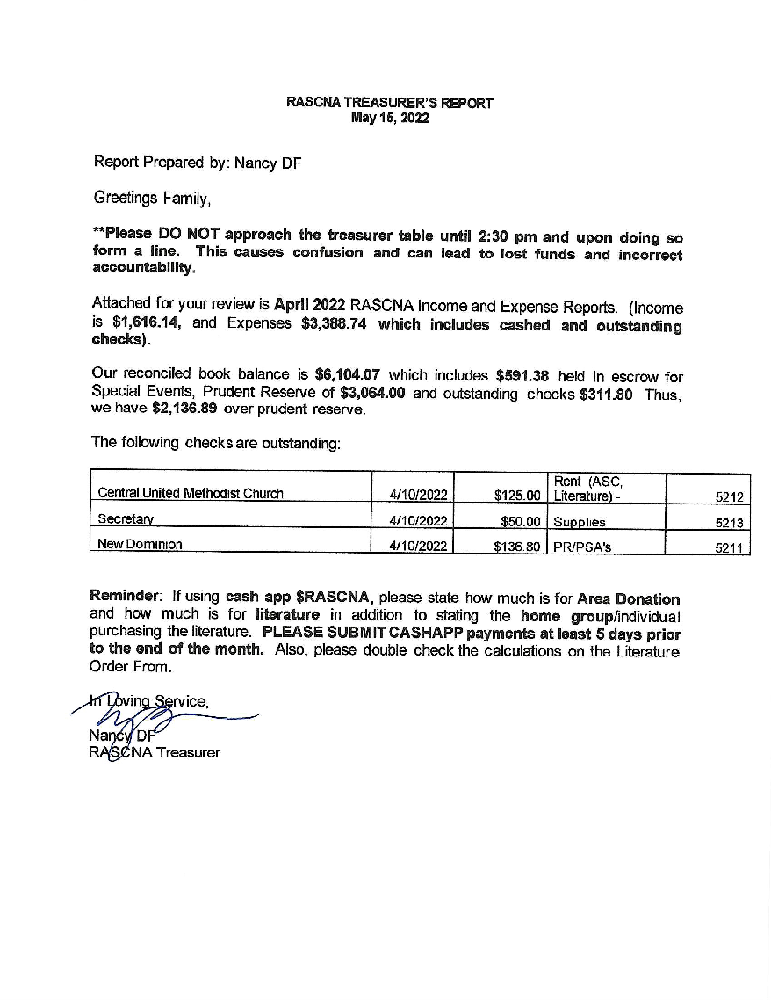 RASCNA TREASURER'S REPORT
May 15, 2022
Report Prepared by: Nancy DF
Greetings Family,
**Please DO NOT approach the treasurer table until 2:30 pm and upon doing so
form a line. This causes confusion and can lead to lost funds and incorrect
accountability.
Attached for your review is April 2022 RASCNA Income and Expense Reports. (Income
is $1,616.14, and Expenses $3,388.74 which includes cashed and outstanding
checks).
Our reconciled book balance is $6,104.07 which includes $591.38 held in escrow for
Special Events, Prudent Reserve of $3,064.00 and outstanding checks $311.80 Thus,
we have $2,136.89 over prudent reserve.
The following checks are outstanding:
Central United Methodist Church 4/10/2022 $125.00 Rent (ASC, Literature) - 5212
Secretary 4/10/2022 $50.00 Supplies 5213
New Dominion 4/10/2022 $136.80 PR/PSA's 5211
Reminder: If using cash app $RASCNA, please state how much is for Area Donation
and how much is for literature in addition to stating the home group/individual
purchasing the literature. PLEASE SUBMIT CASHAPP payments at least 5 days prior
to the end of the month. Also, please double check the calculations on the Literature
Order From.
In Loving Service,
Nancy DF
RASCNA Treasurer